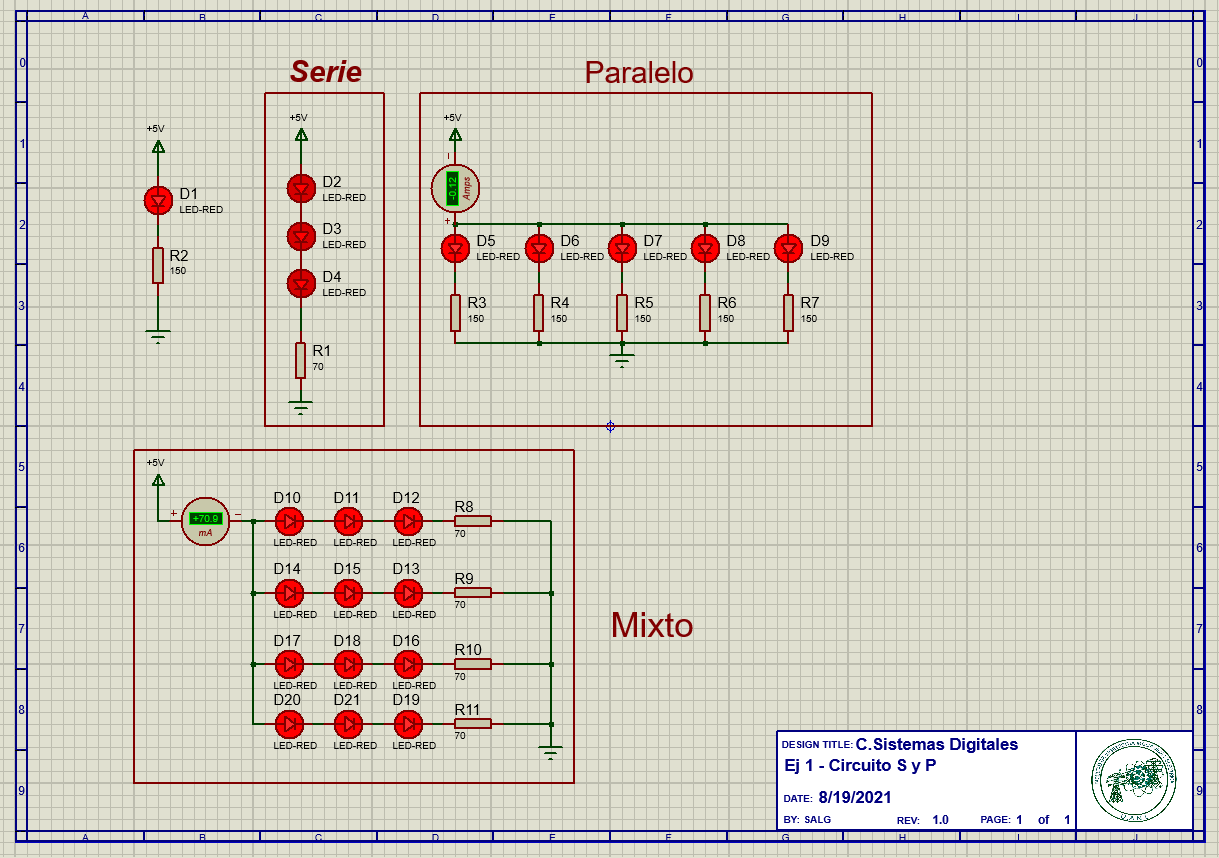 A B C D E F G H I J
0 0
1 1
2 2
3 3
4 4
5 5
6 6
7 7
8 8
9 9
Serie
Paralelo
+5V
D1
LED-RED
R2
150
+5V
D2
LED-RED
D3
LED-RED
D4
LED-RED
R1
70
+5V
-0.12
Amps
+
D5
LED-RED
D6
LED-RED
D7
LED-RED
D8
LED-RED
D9
LED-RED
R3
150
R4
150
R5
150
R6
150
R7
150
+5V
+ −
+70.9
mA
D10 D11 D12
LED-RED LED-RED LED-RED
R8
70
D14 D15 D13
LED-RED LED-RED LED-RED
R9
70
D17 D18 D16
LED-RED LED-RED LED-RED
R10
70
D20 D21 D19
LED-RED LED-RED LED-RED
R11
70
Mixto
DESIGN TITLE: C.Sistemas Digitales
Ej 1 - Circuito S y P
DATE: 8/19/2021
BY: SALG REV: 1.0 PAGE: 1 of 1
A B C D E F G H I J